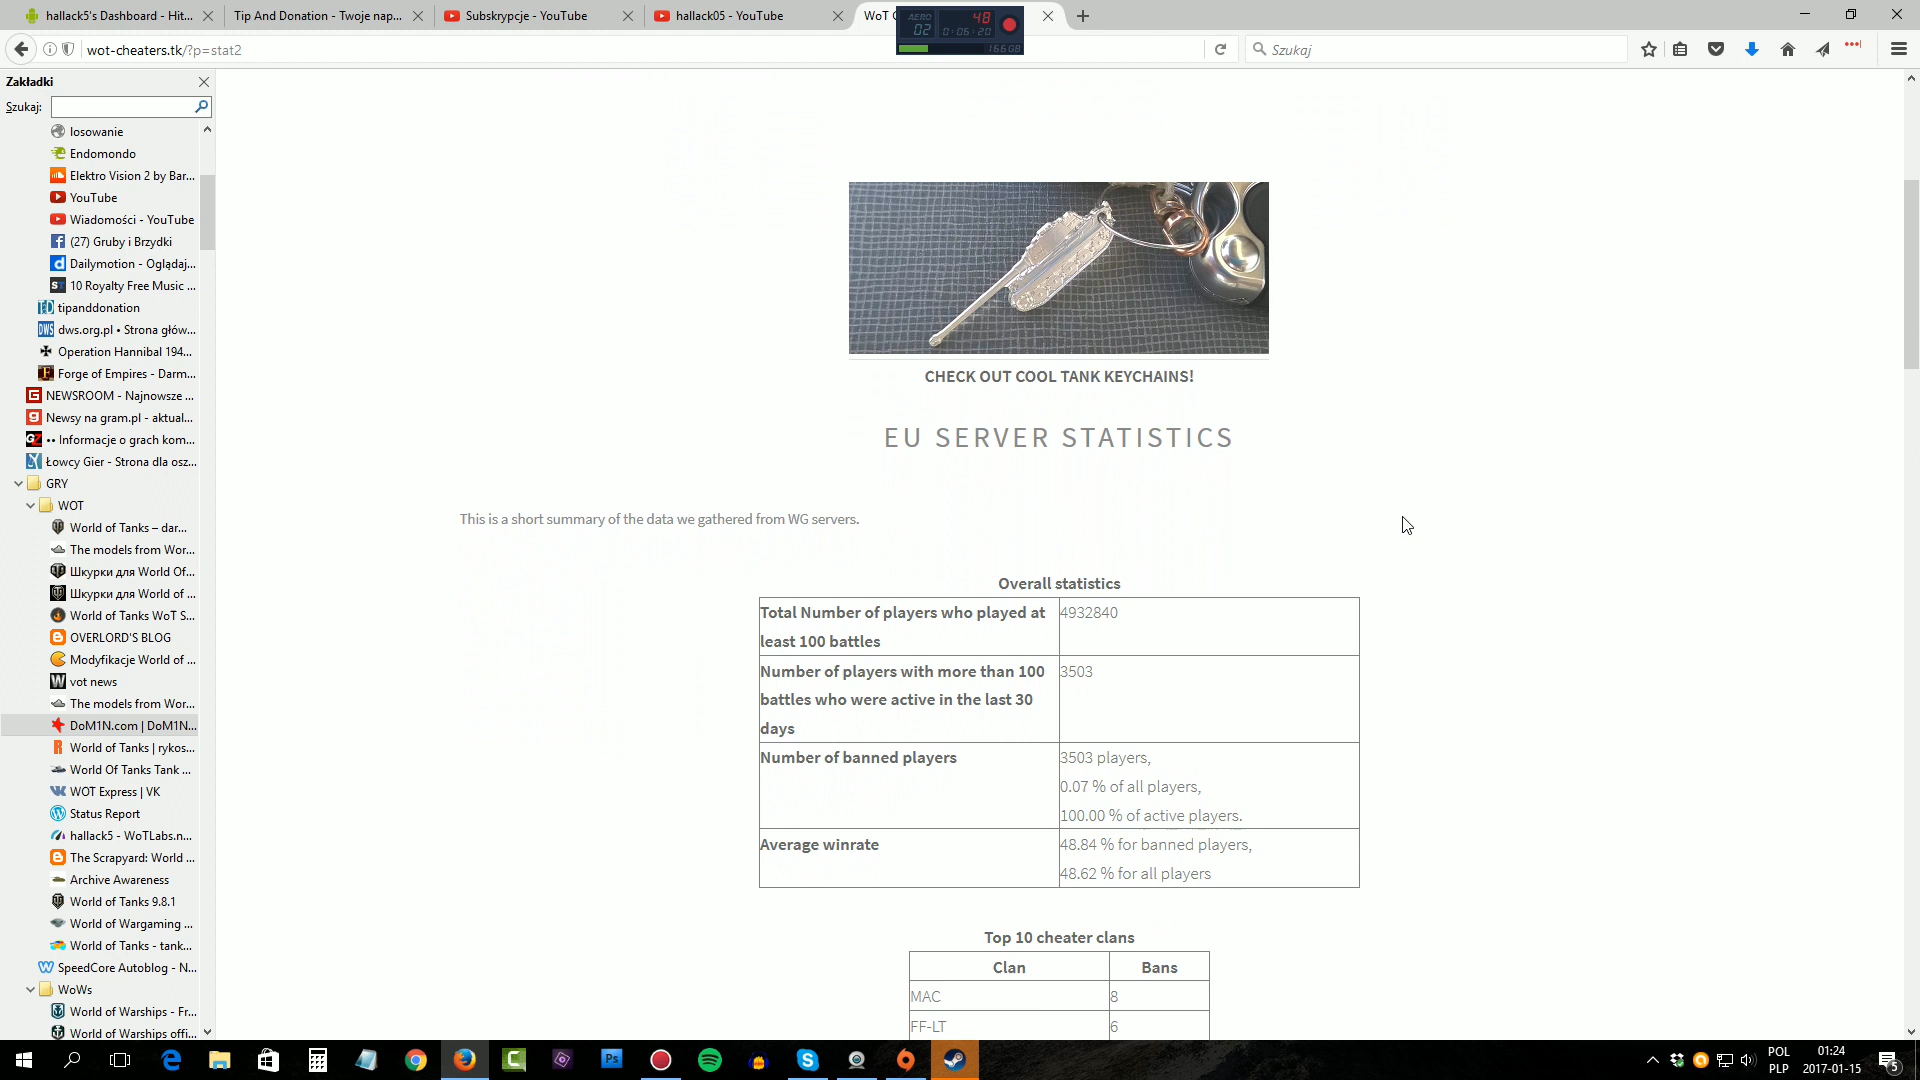 hallack5's Dashboard - Hit...
Tip And Donation - Twoje nap...
Subskrypcje - YouTube
hallack05 - YouTube
WoT
AERO
02
48
0:06:20
166GB
wot-cheaters.tk/?p=stat2
Szukaj
Zakładki
Szukaj:
losowanie
Endomondo
Elektro Vision 2 by Bar...
YouTube
Wiadomości - YouTube
(27) Gruby i Brzydki
Dailymotion - Oglądaj...
10 Royalty Free Music ...
tipanddonation
dws.org.pl • Strona głów...
Operation Hannibal 194...
Forge of Empires - Darm...
NEWSROOM - Najnowsze ...
Newsy na gram.pl - aktual...
•• Informacje o grach kom...
Łowcy Gier - Strona dla osz...
GRY
WOT
World of Tanks – dar...
The models from Wor...
Шкурки для World Of...
Шкурки для World of ...
World of Tanks WoT S...
OVERLORD'S BLOG
Modyfikacje World of ...
vot news
The models from Wor...
DoM1N.com | DoM1N...
World of Tanks | rykos...
World Of Tanks Tank ...
WOT Express | VK
Status Report
hallack5 - WoTLabs.n...
The Scrapyard: World ...
Archive Awareness
World of Tanks 9.8.1
World of Wargaming ...
World of Tanks - tank...
SpeedCore Autoblog - N...
WoWs
World of Warships - Fr...
World of Warships offi...
CHECK OUT COOL TANK KEYCHAINS!
EU SERVER STATISTICS
This is a short summary of the data we gathered from WG servers.
Overall statistics
Total Number of players who played at least 100 battles
4932840
Number of players with more than 100 battles who were active in the last 30 days
3503
Number of banned players
3503 players,
0.07 % of all players,
100.00 % of active players.
Average winrate
48.84 % for banned players,
48.62 % for all players
Top 10 cheater clans
Clan Bans
MAC 8
FF-LT 6
POL
PLP
01:24
2017-01-15
5